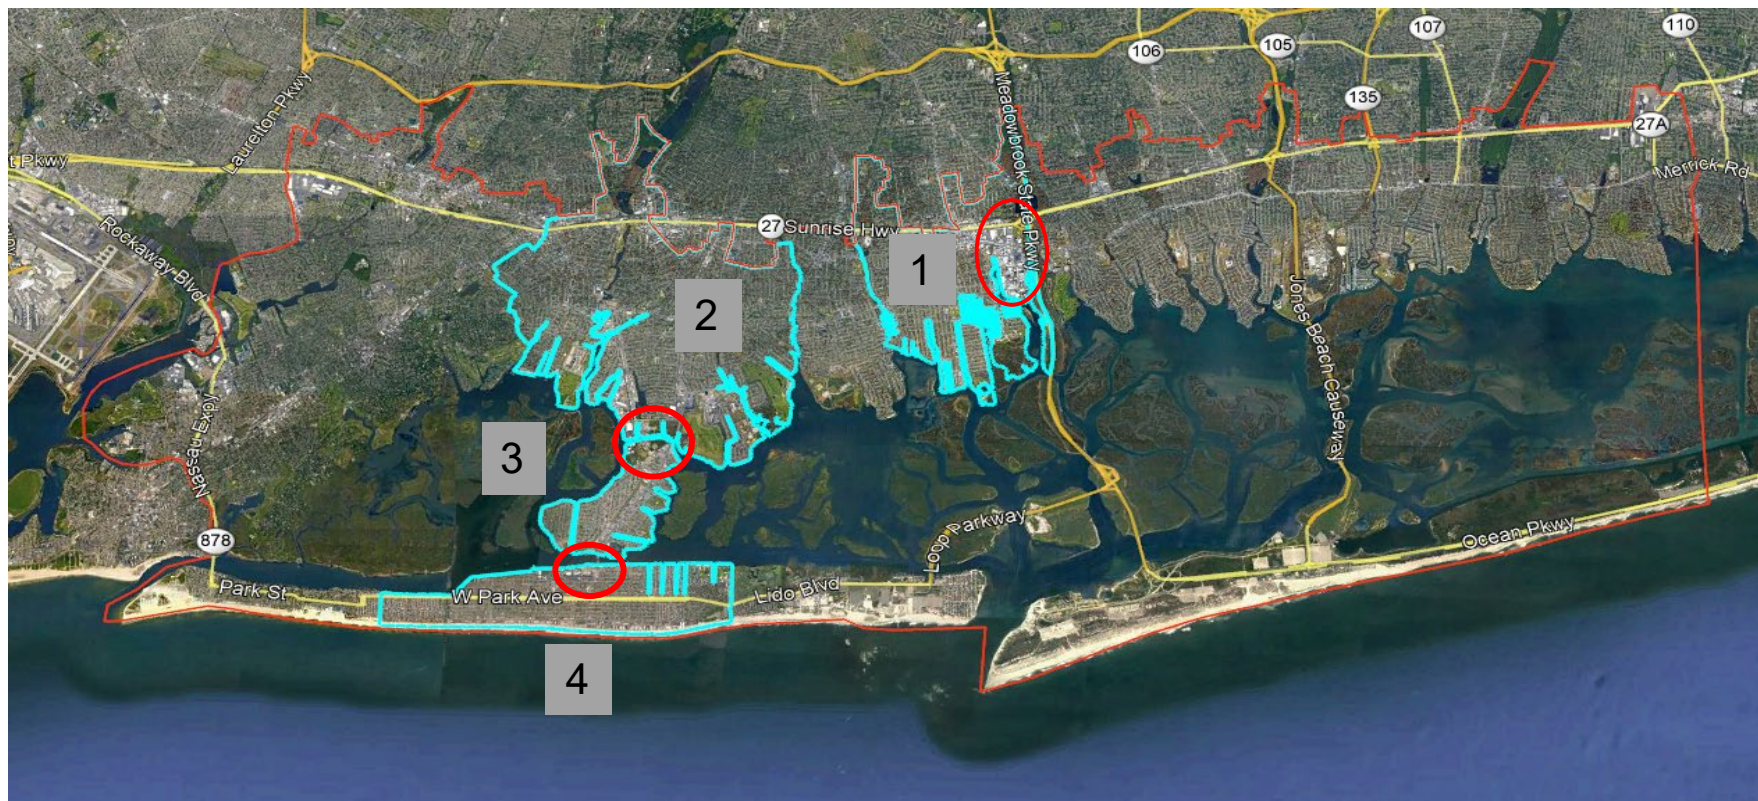 107
110
106
105
Laurelton Pkwy
Meadowbrook State Pkwy
135
27A
t Pkwy
Merrick Rd
Rockaway Blvd
27
Sunrise Hwy
1
2
Jones Beach Causeway
3
Nassau Expy
878
Loop Parkway
Ocean Pkwy
Park St
W Park Ave
Lido Blvd
4